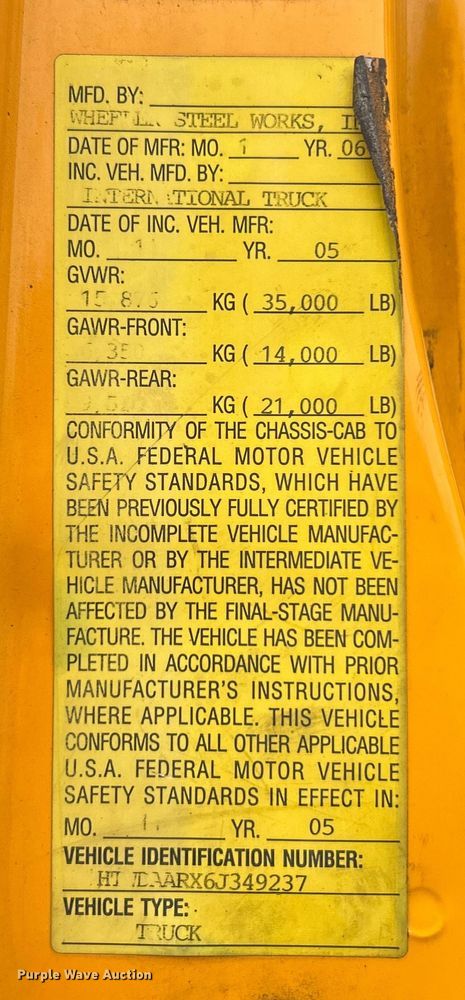 MFD. BY:
STEEL WORKS,
DATE OF MFR: MO. 1 YR. 06
INC. VEH. MFD. BY:
TRUCK
DATE OF INC. VEH. MFR:
MO. YR. 05
GVWR:
KG ( 35,000 LB)
GAWR-FRONT:
KG ( 14,000 LB)
GAWR-REAR:
KG ( 21,000 LB)
CONFORMITY OF THE CHASSIS-CAB TO
U.S.A. FEDERAL MOTOR VEHICLE
SAFETY STANDARDS, WHICH HAVE
BEEN PREVIOUSLY FULLY CERTIFIED BY
THE INCOMPLETE VEHICLE MANUFAC-
TURER OR BY THE INTERMEDIATE VE-
HICLE MANUFACTURER, HAS NOT BEEN
AFFECTED BY THE FINAL-STAGE MANU-
FACTURE. THE VEHICLE HAS BEEN COM-
PLETED IN ACCORDANCE WITH PRIOR
MANUFACTURER'S INSTRUCTIONS,
WHERE APPLICABLE. THIS VEHICLE
CONFORMS TO ALL OTHER APPLICABLE
U.S.A. FEDERAL MOTOR VEHICLE
SAFETY STANDARDS IN EFFECT IN:
MO. YR. 05
VEHICLE IDENTIFICATION NUMBER:
VEHICLE TYPE:
TRUCK
Purple Wave Auction